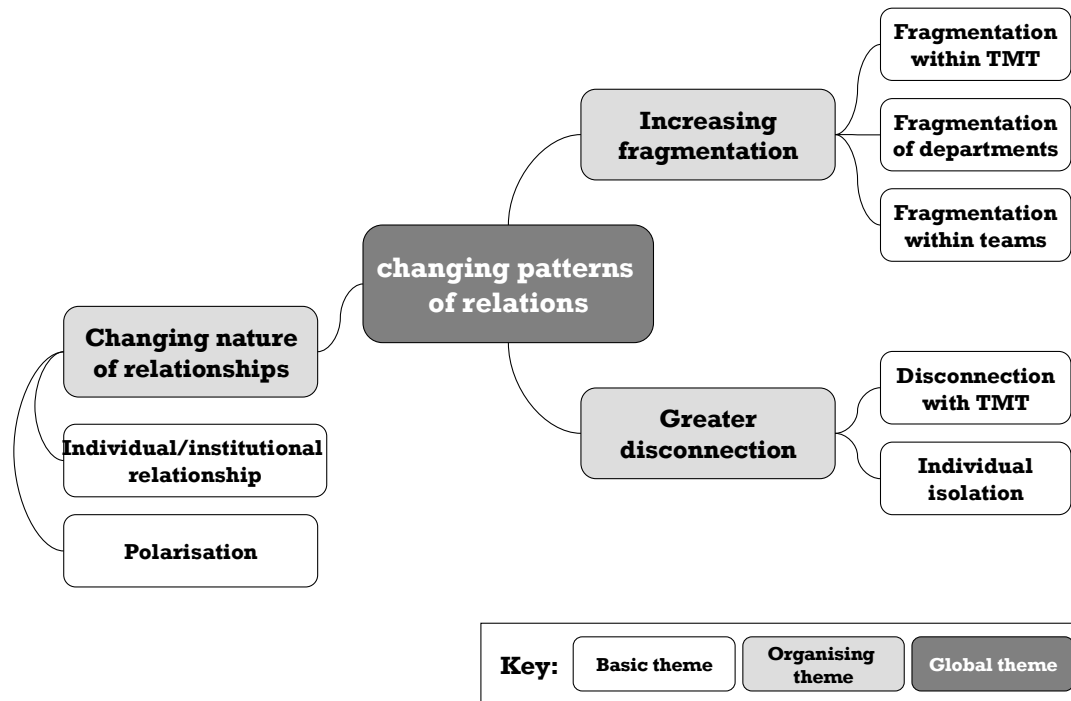 Fragmentation
within TMT
Increasing
fragmentation
Fragmentation
of departments
Fragmentation
within teams
changing patterns
of relations
Changing nature
of relationships
Individual/institutional
relationship
Polarisation
Greater
disconnection
Disconnection
with TMT
Individual
isolation
Key:
Basic theme
Organising
theme
Global theme